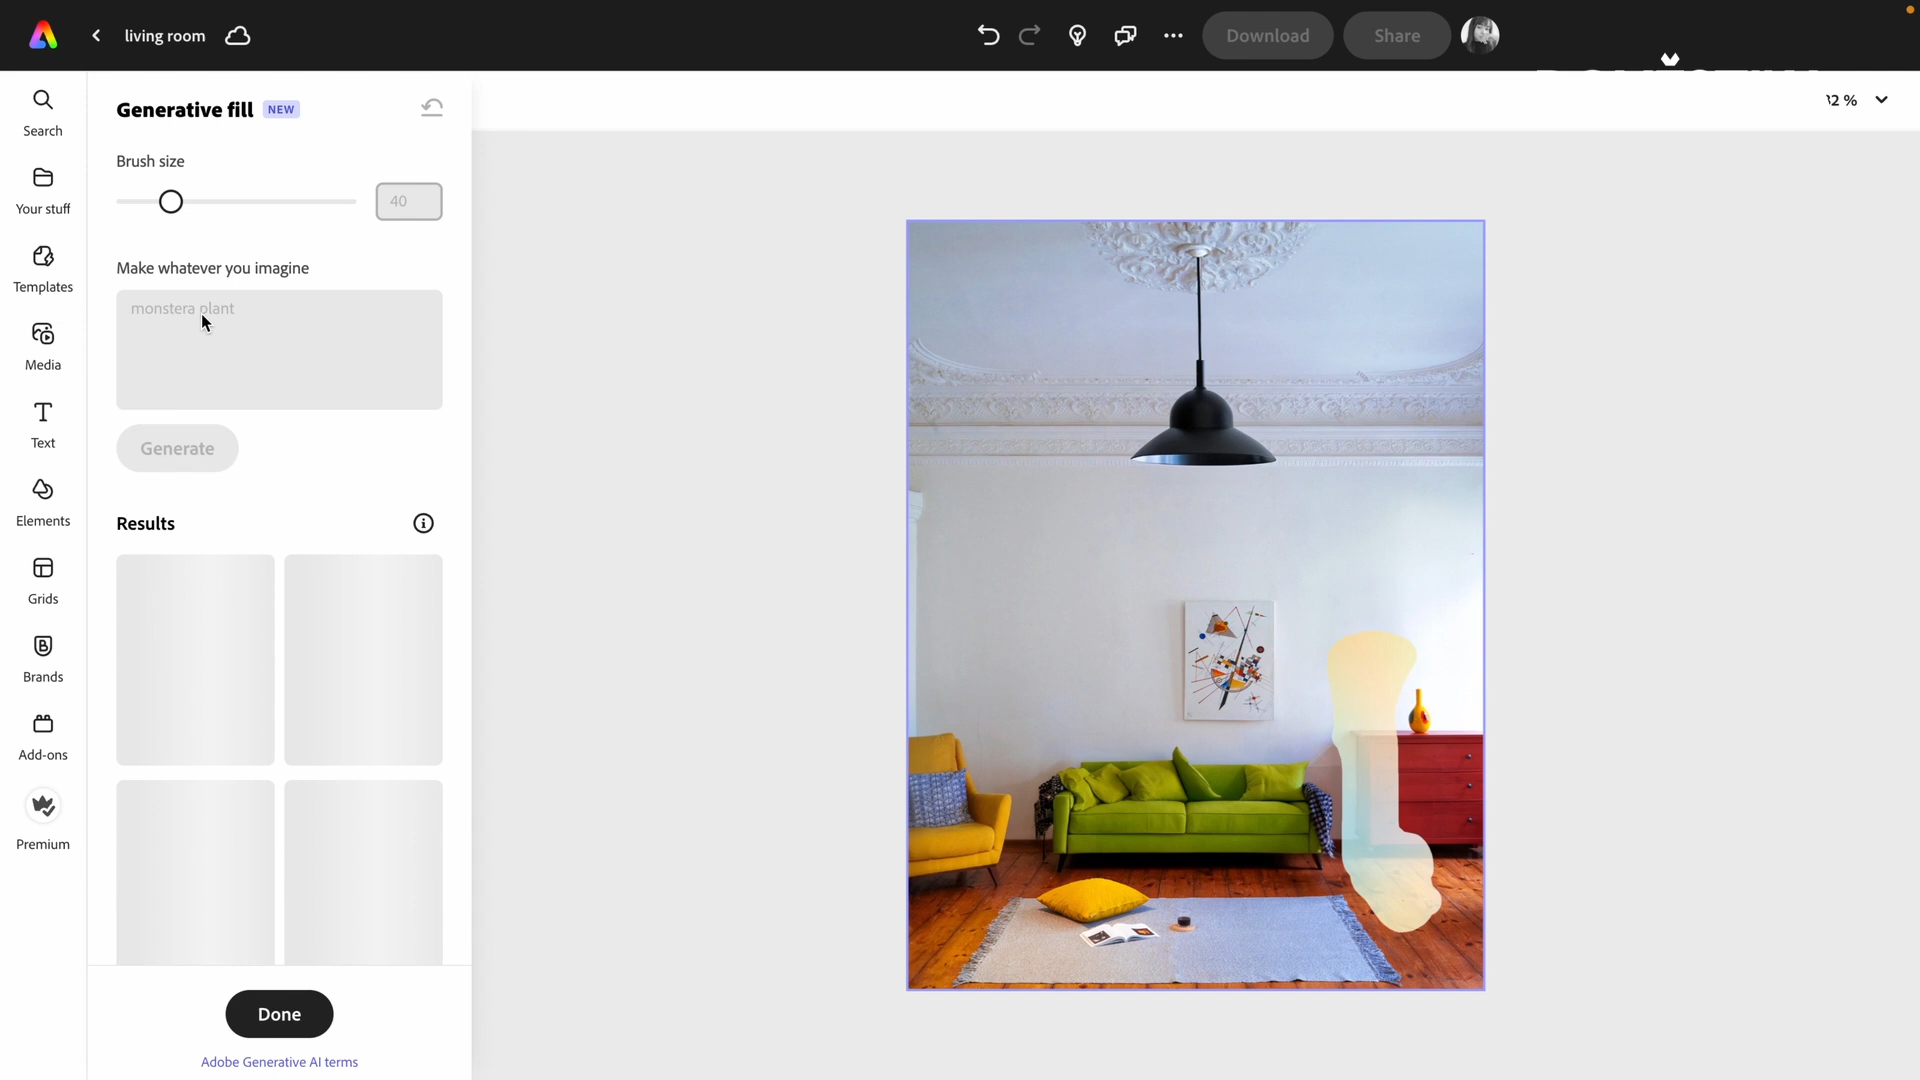 living room
Download
Share
Search
Your stuff
Templates
Media
Text
Elements
Grids
Brands
Add-ons
Premium
Generative fill NEW
Brush size
40
Make whatever you imagine
monstera plant
Generate
Results
Done
Adobe Generative AI terms
2 %